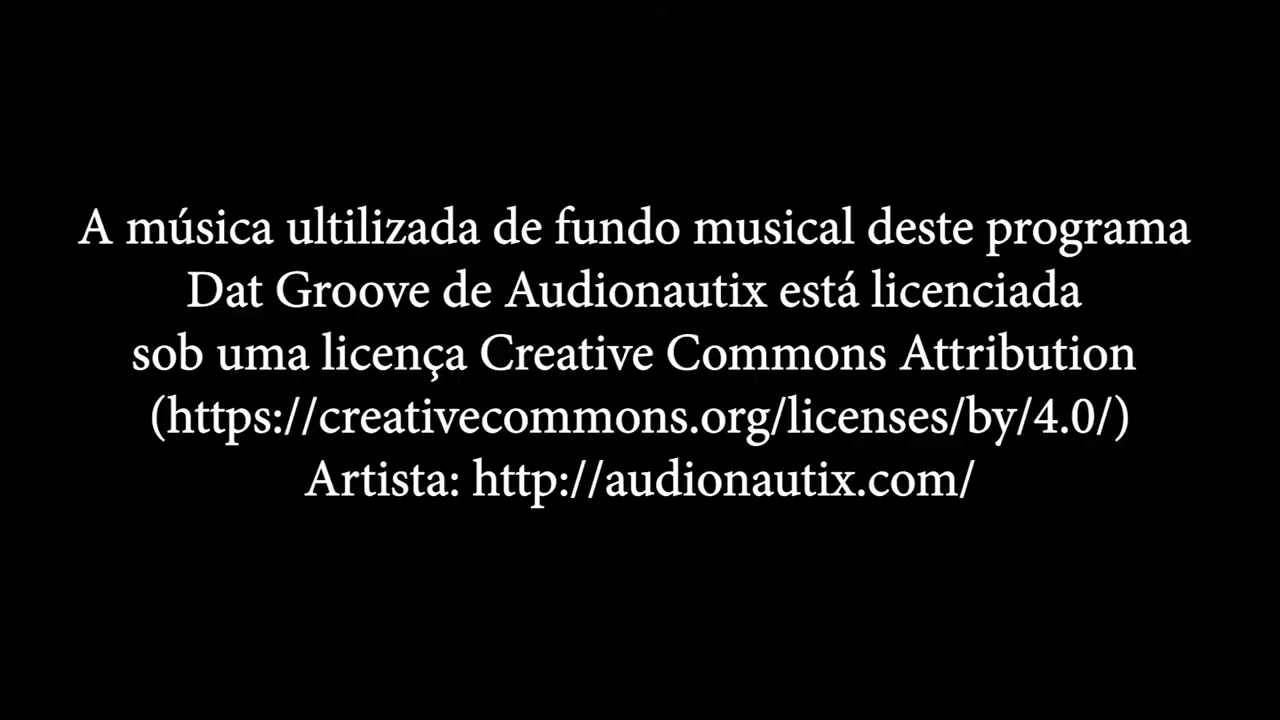 A música ultilizada de fundo musical deste programa
Dat Groove de Audionautix está licenciada
sob uma licença Creative Commons Attribution
(https://creativecommons.org/licenses/by/4.0/)
Artista: http://audionautix.com/